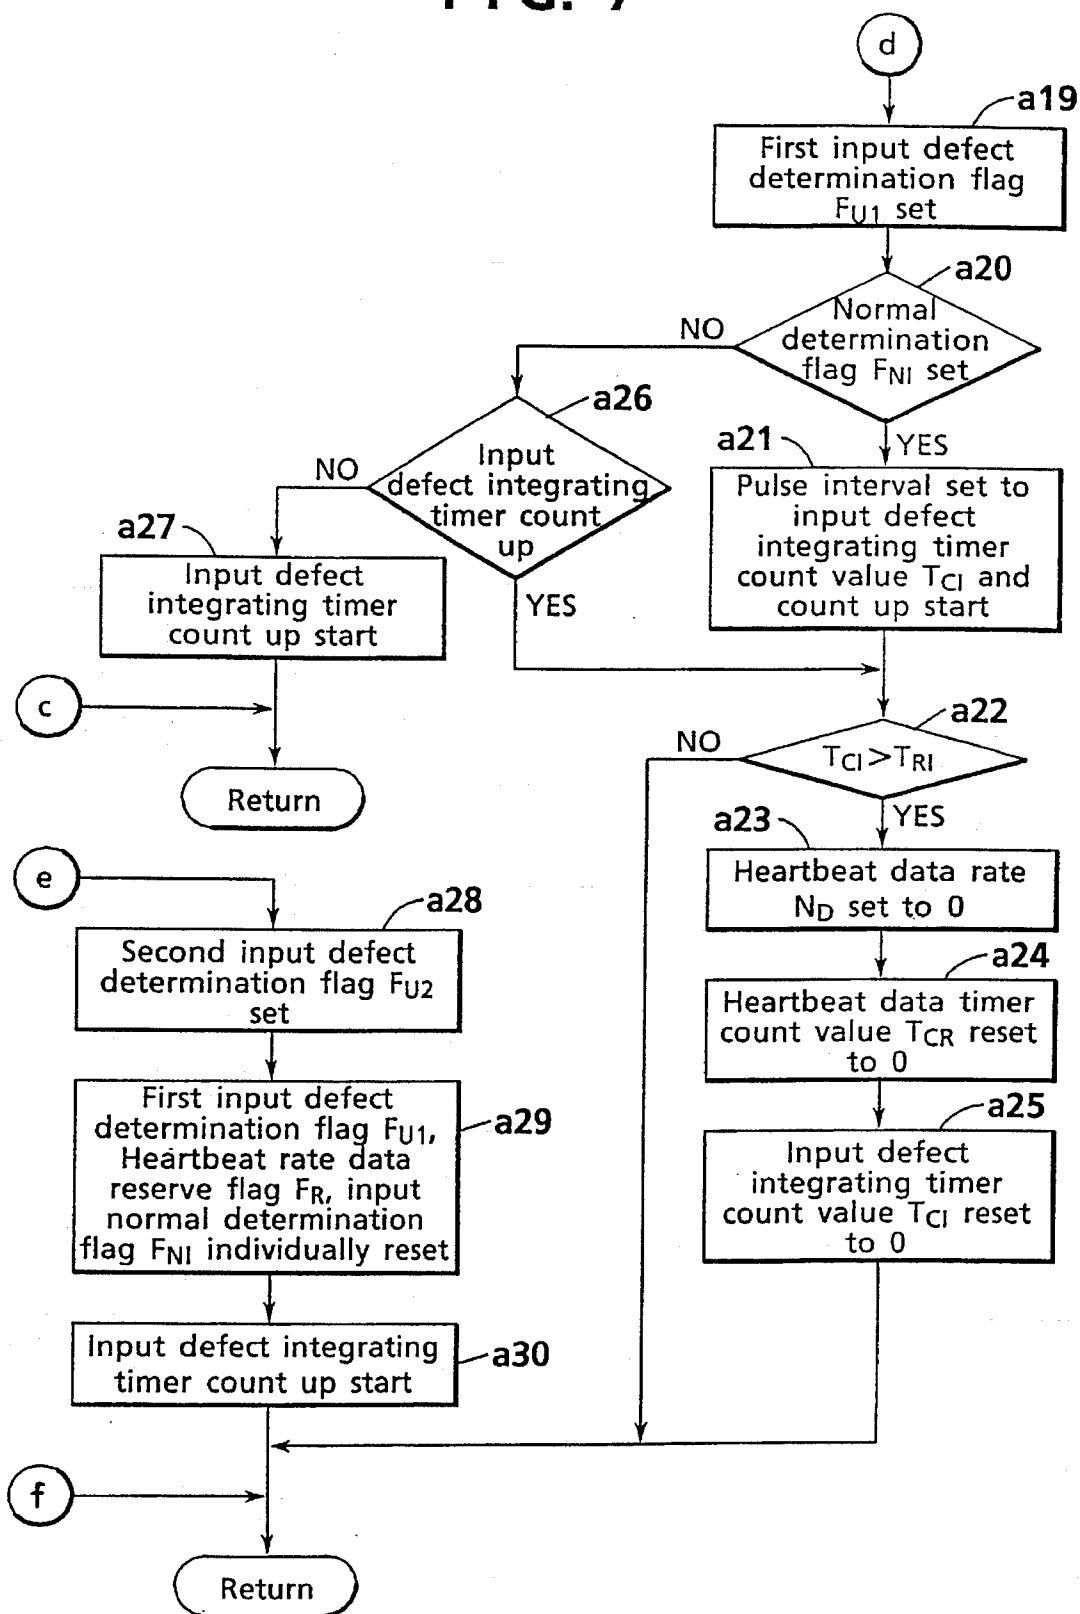 FIG. 7
d
a19
First input defect
determination flag
FU1 set
a20
Normal
determination
flag FNI set
NO
YES
a26
Input
defect integrating
timer count
up
NO
YES
a21
Pulse interval set to
input defect
integrating timer
count value TCI and
count up start
a27
Input defect
integrating timer
count up start
c
Return
a22
TCI>TRI
NO
YES
a23
Heartbeat data rate
ND set to 0
a24
Heartbeat data timer
count value TCR reset
to 0
a25
Input defect
integrating timer
count value TCI reset
to 0
e
a28
Second input defect
determination flag FU2
set
a29
First input defect
determination flag FU1,
Heartbeat rate data
reserve flag FR, input
normal determination
flag FNI individually reset
a30
Input defect integrating
timer count up start
f
Return